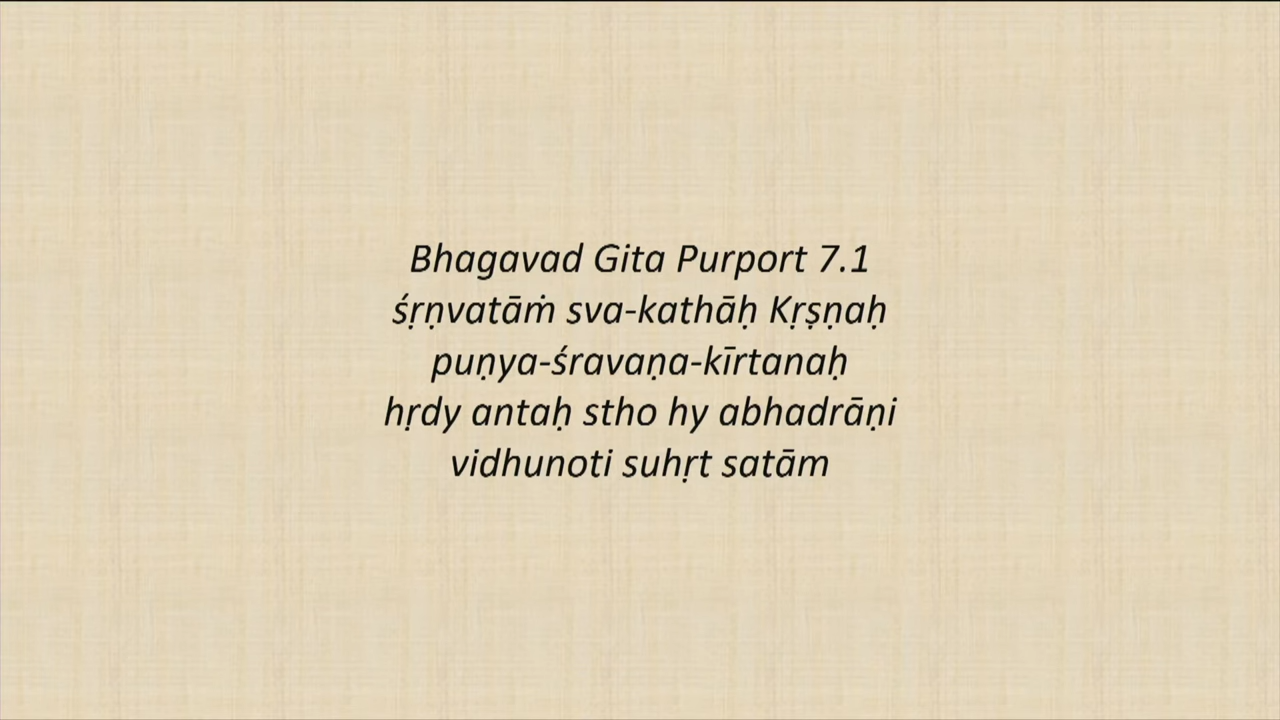 Bhagavad Gita Purport 7.1
śṛṇvatāṁ sva-kathāḥ Kṛṣṇaḥ
puṇya-śravaṇa-kīrtanaḥ
hṛdy antaḥ stho hy abhadrāṇi
vidhunoti suhṛt satām